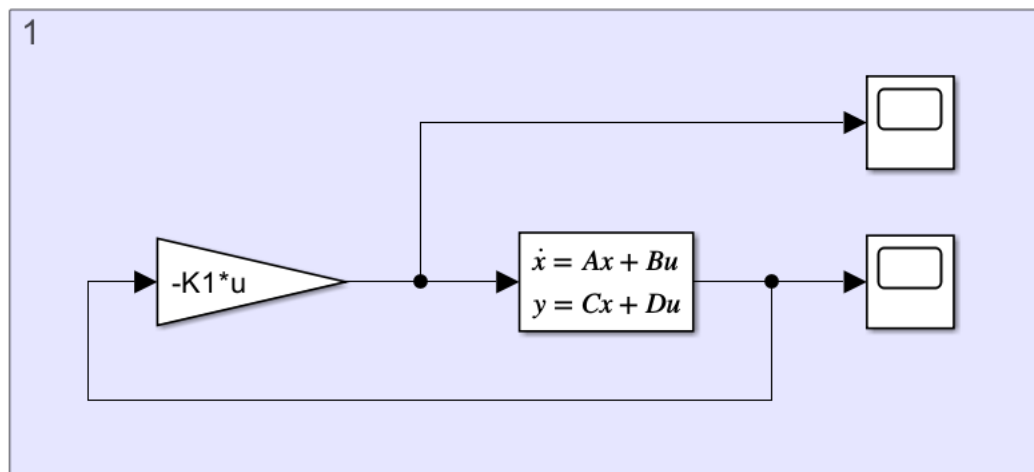 1
-K1*u
ẋ = Ax + Bu
y = Cx + Du